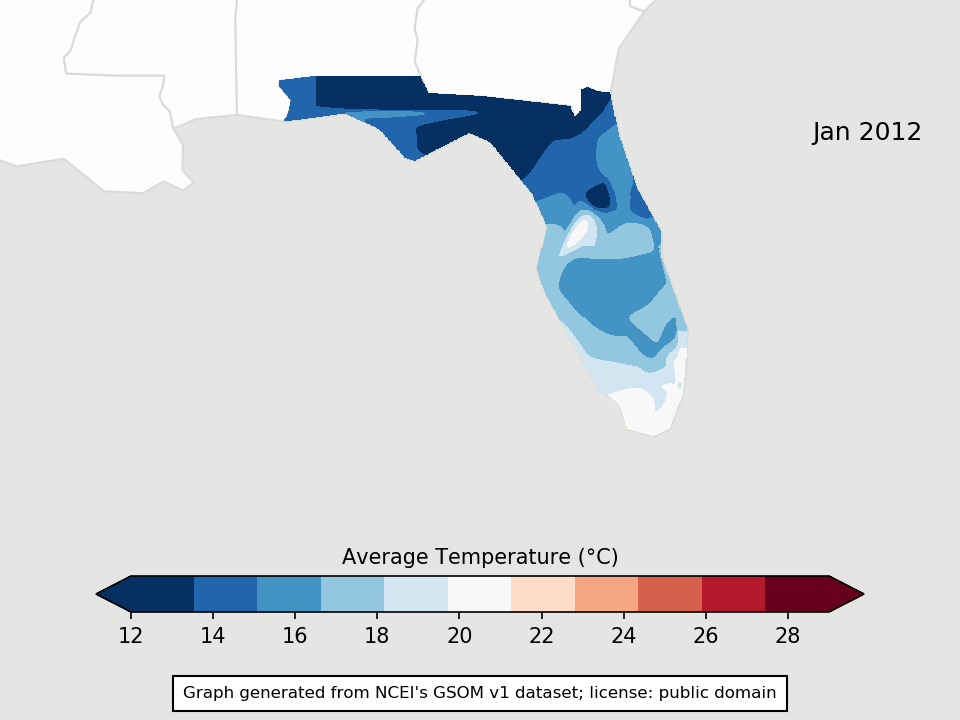 Jan 2012
Average Temperature (°C)
12 14 16 18 20 22 24 26 28
Graph generated from NCEI's GSOM v1 dataset; license: public domain